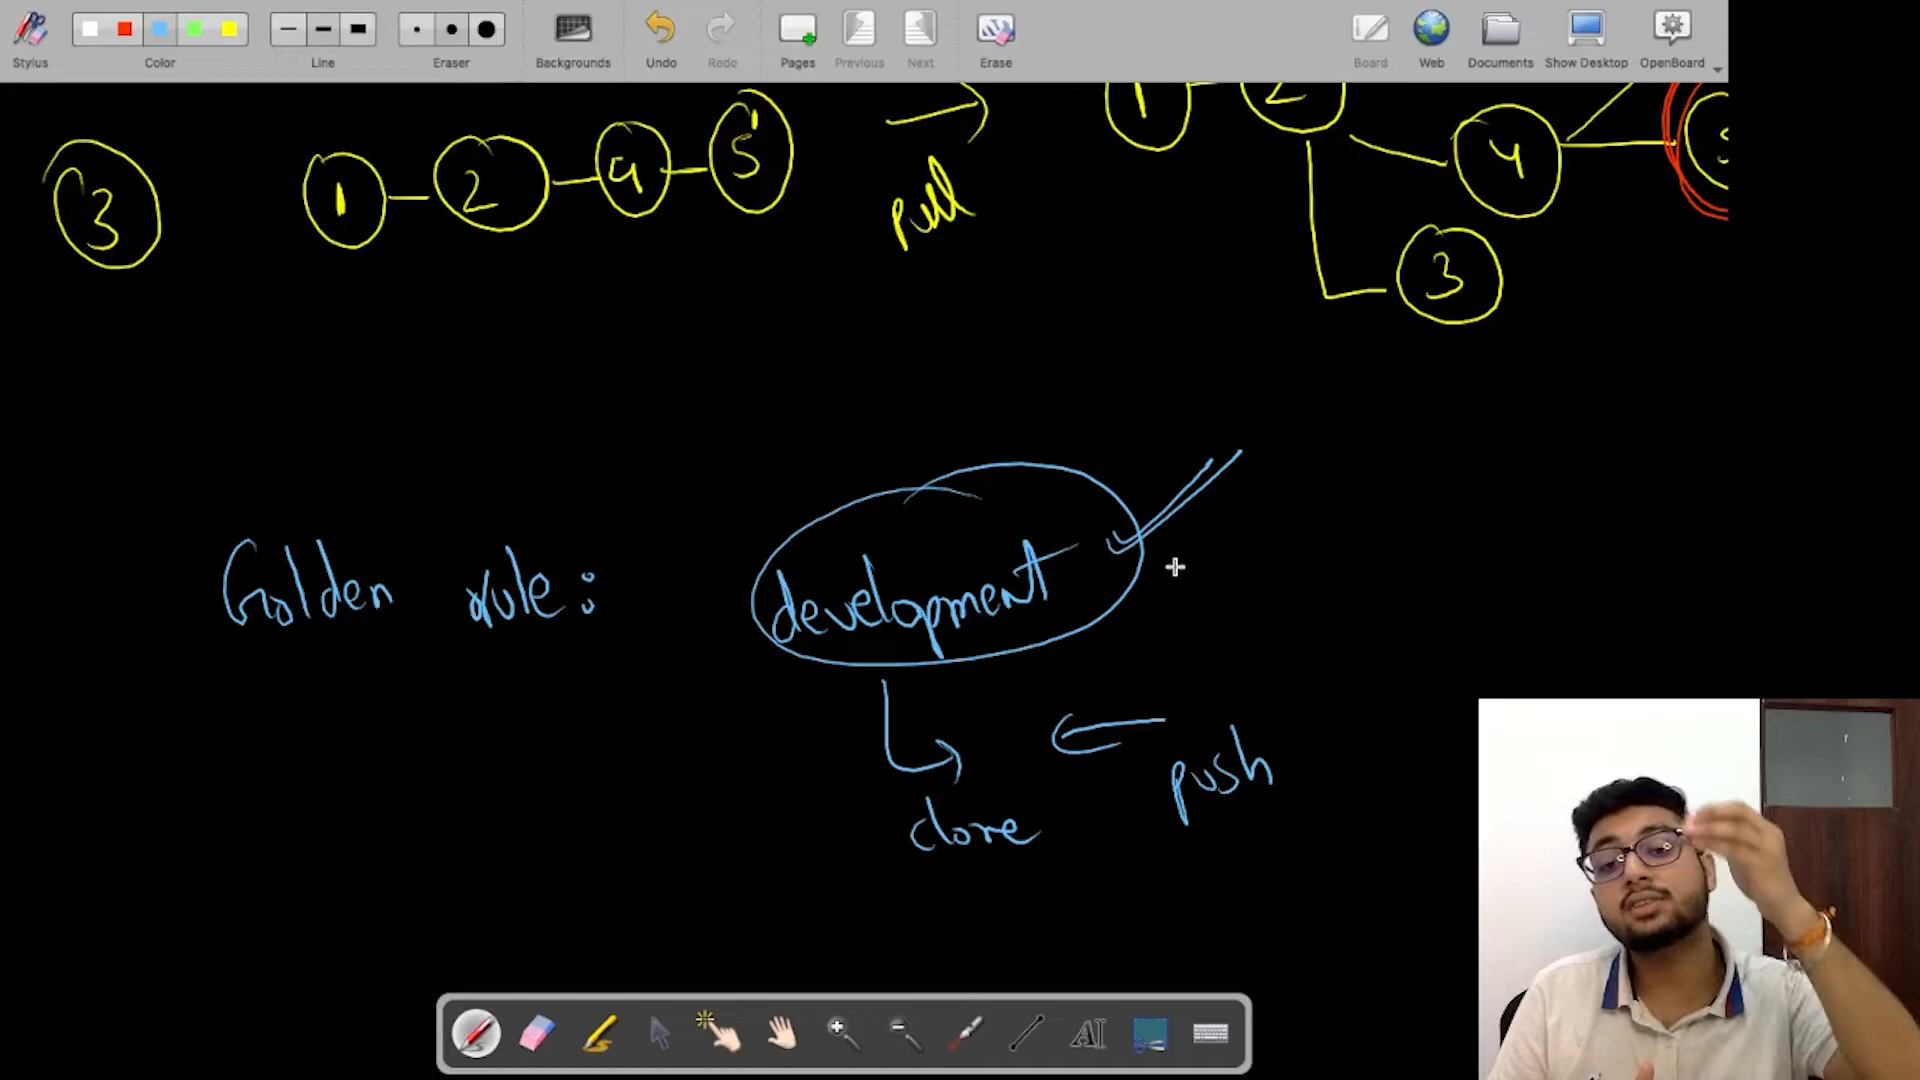 Stylus Color Line Eraser Backgrounds Undo Redo Pages Previous Next Erase Board Web Documents Show Desktop OpenBoard
1 2
3 1 2 4 5 4
pull
3
Golden rule: development
push
clone
AI